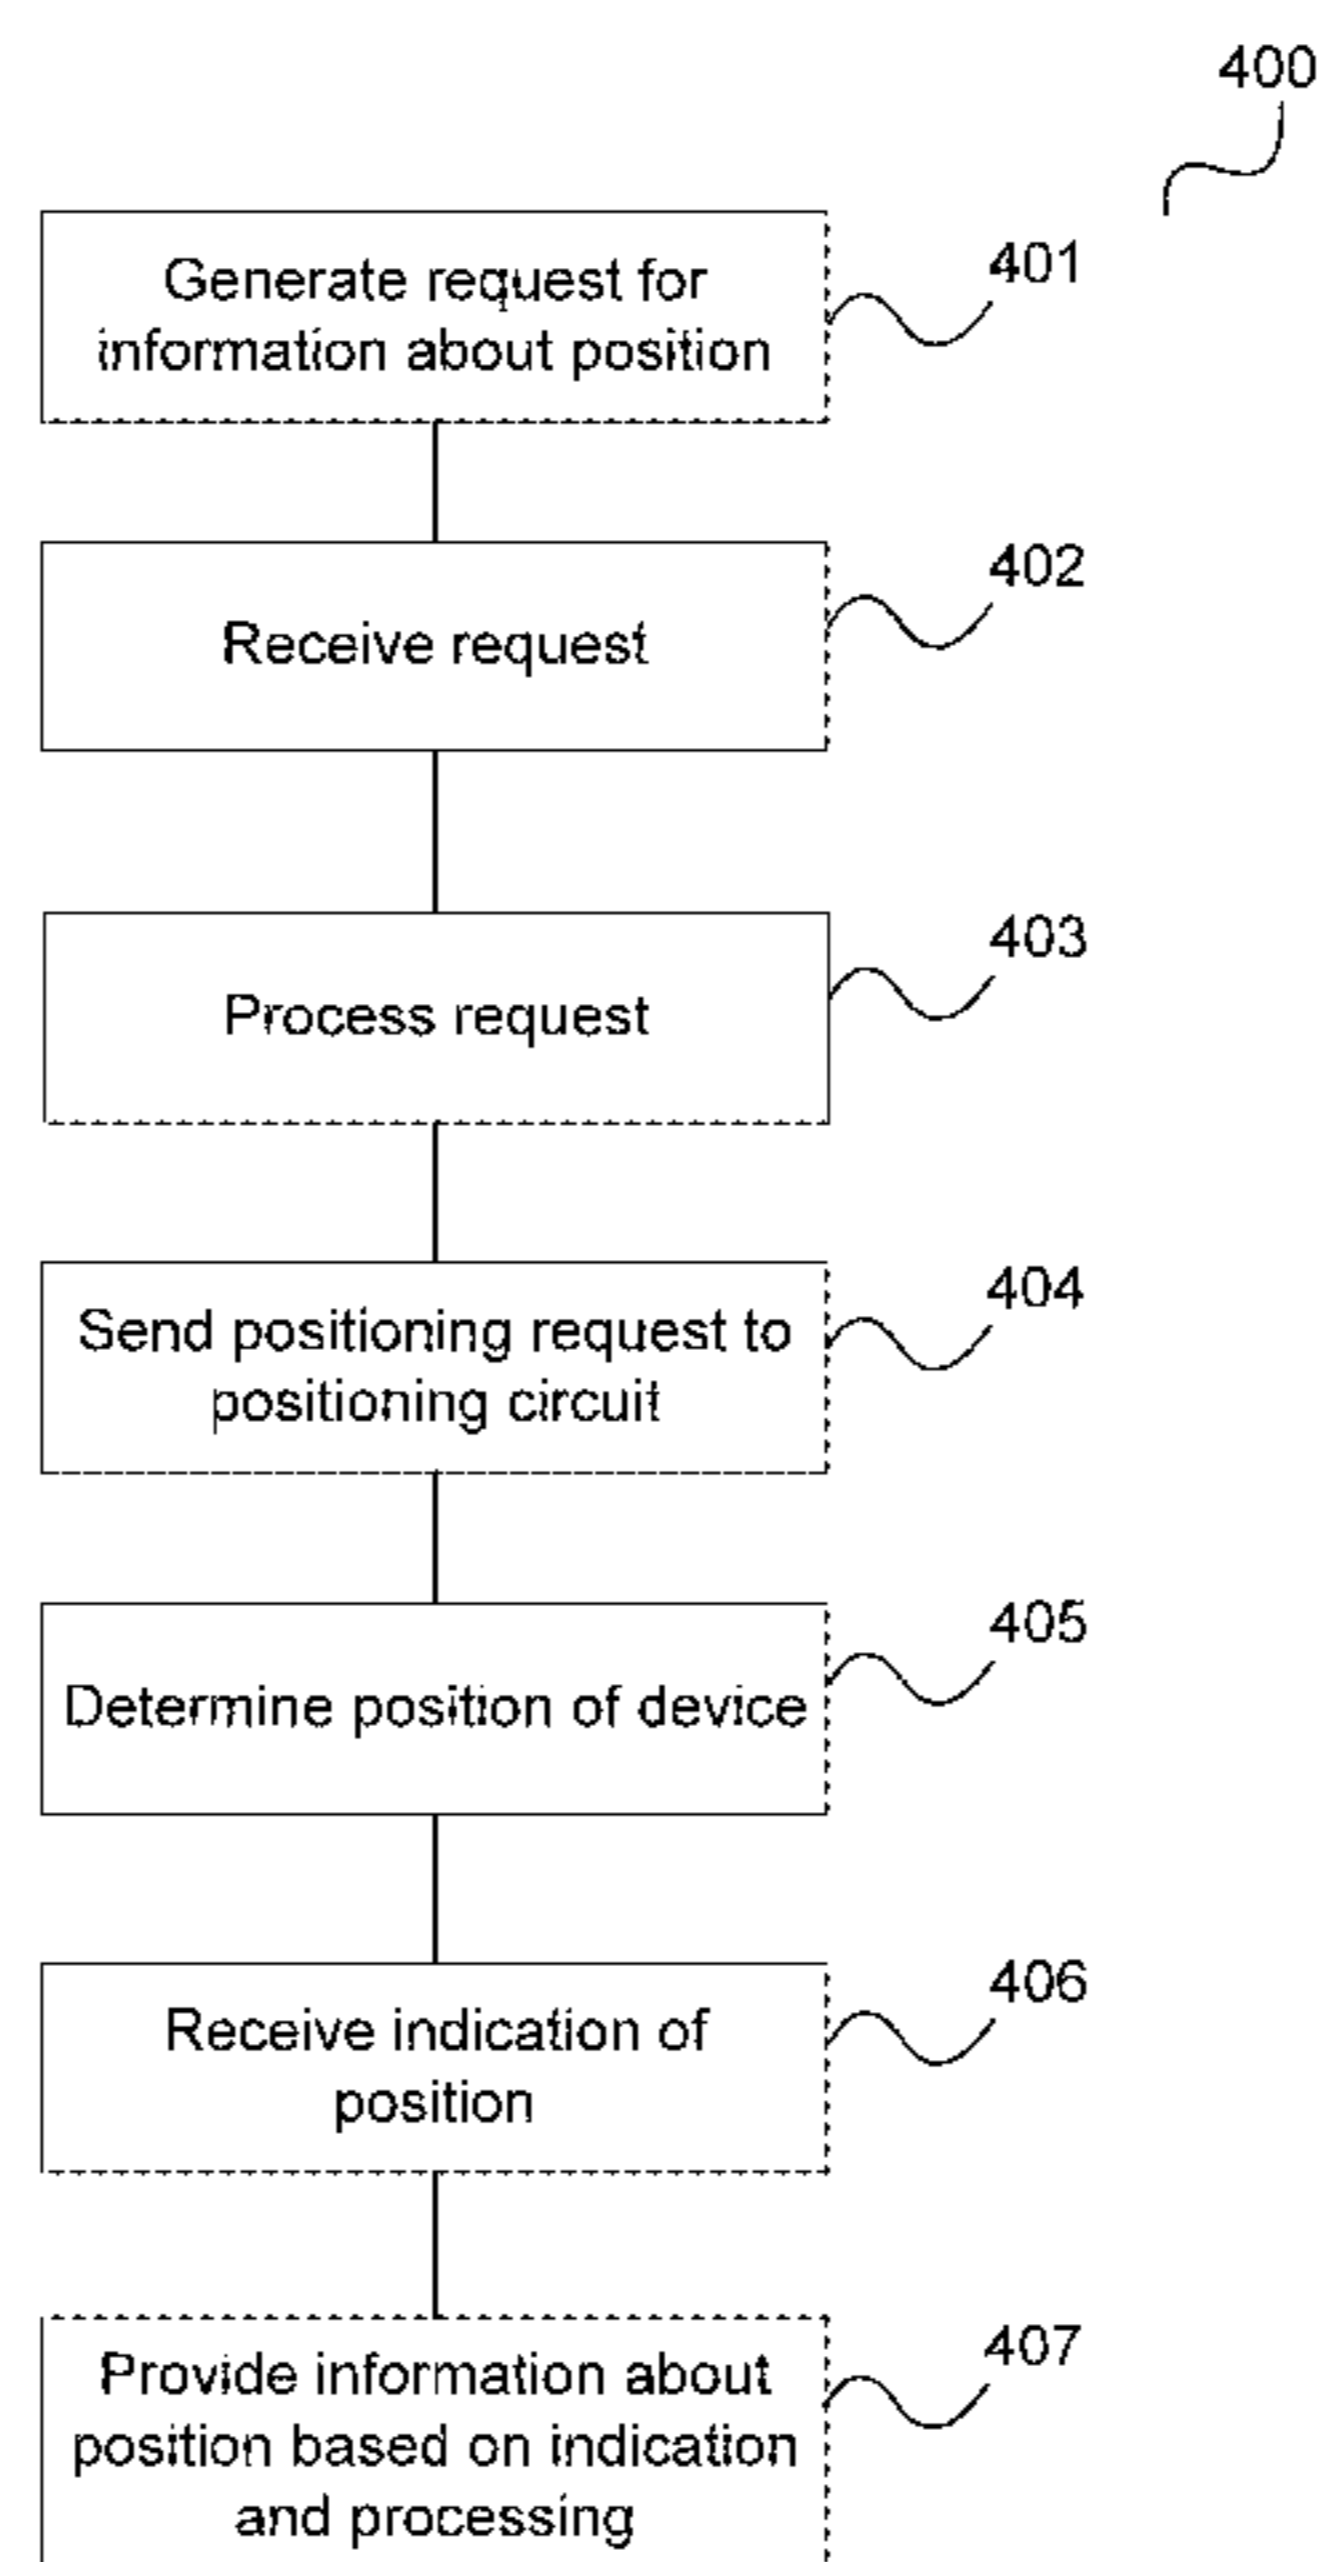 400
Generate request for
information about position
401
Receive request
402
Process request
403
Send positioning request to
positioning circuit
404
Determine position of device
405
Receive indication of
position
406
Provide information about
position based on indication
and processing
407